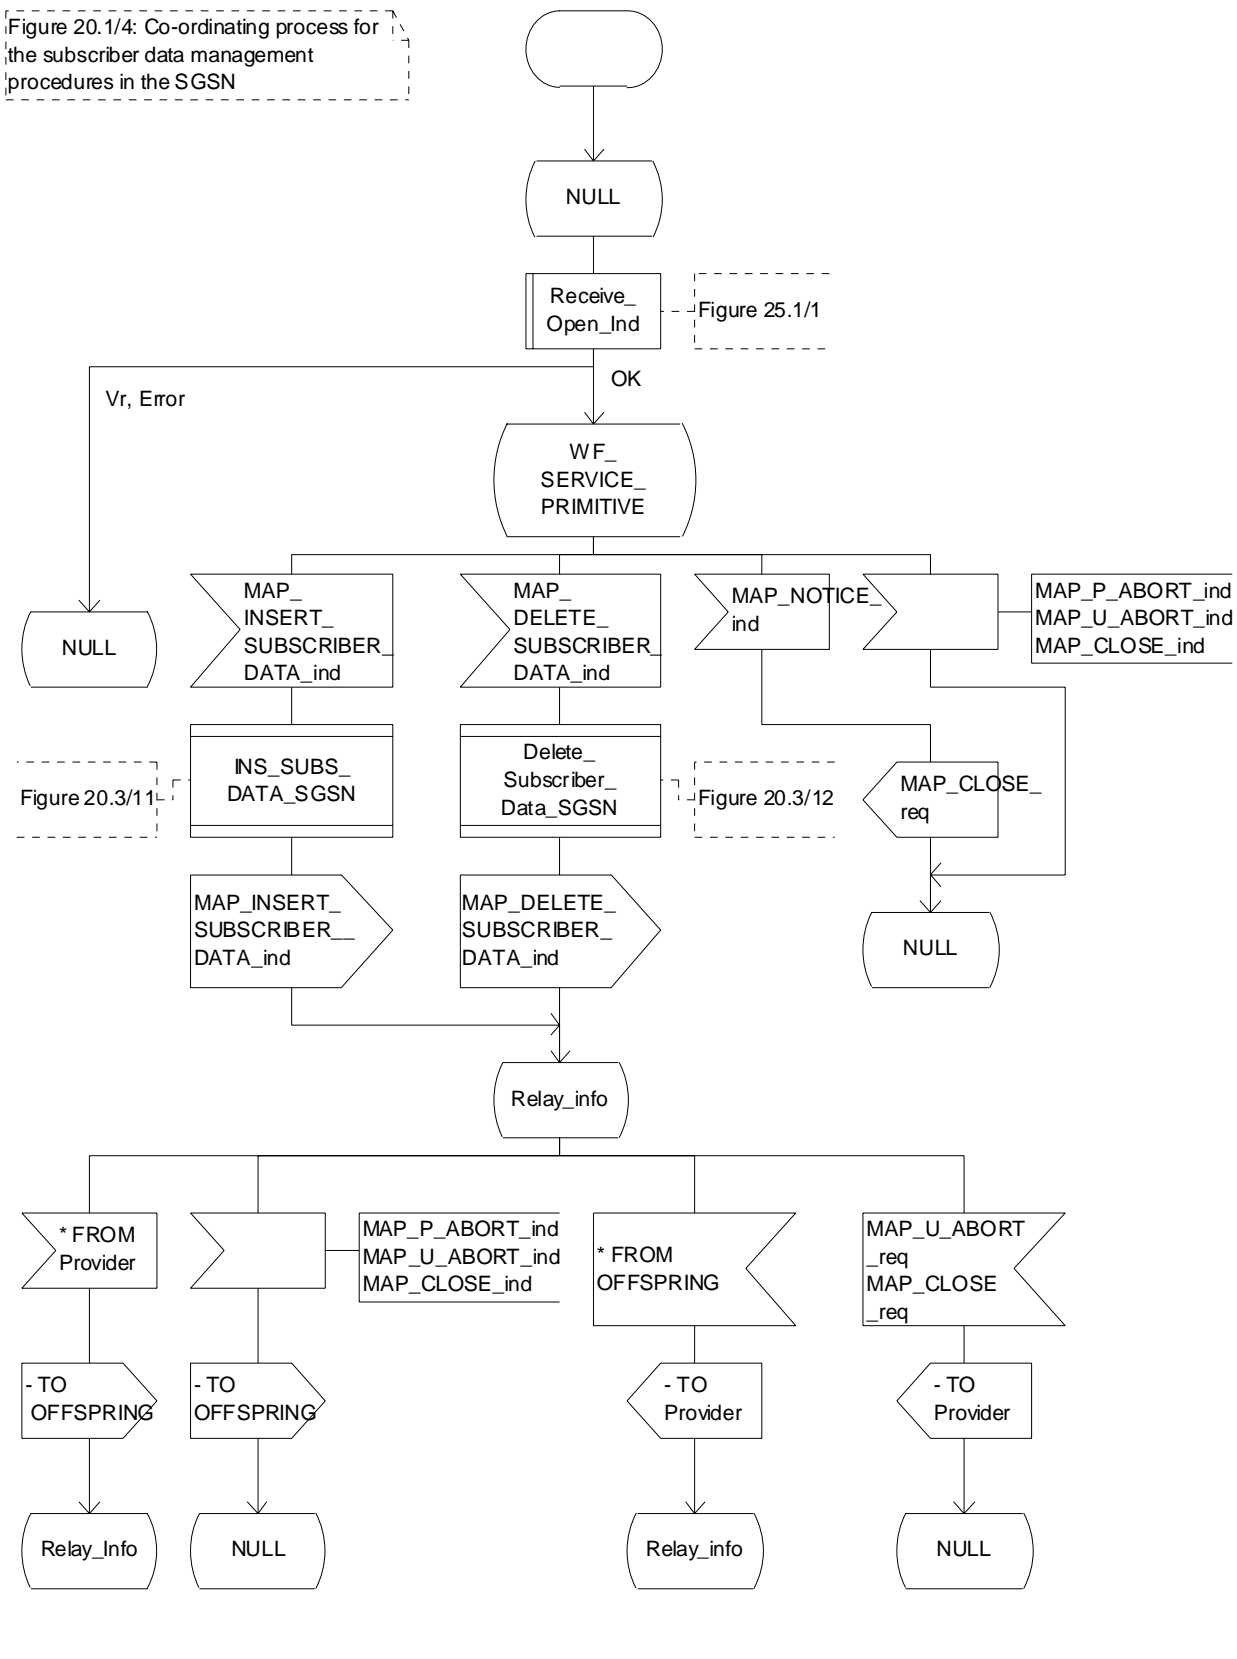 Figure 20.1/4: Co-ordinating process for
the subscriber data management
procedures in the SGSN
NULL
Receive_
Open_Ind
Figure 25.1/1
OK
Vr, Error
WF_
SERVICE_
PRIMITIVE
MAP_
INSERT_
SUBSCRIBER_
DATA_ind
MAP_
DELETE_
SUBSCRIBER_
DATA_ind
MAP_NOTICE_
ind
MAP_P_ABORT_ind
MAP_U_ABORT_ind
MAP_CLOSE_ind
NULL
Figure 20.3/11
INS_SUBS_
DATA_SGSN
Delete_
Subscriber_
Data_SGSN
Figure 20.3/12
MAP_CLOSE_
req
MAP_INSERT_
SUBSCRIBER__
DATA_ind
MAP_DELETE_
SUBSCRIBER_
DATA_ind
NULL
Relay_info
* FROM
Provider
MAP_P_ABORT_ind
MAP_U_ABORT_ind
MAP_CLOSE_ind
* FROM
OFFSPRING
MAP_U_ABORT
_req
MAP_CLOSE
_req
- TO
OFFSPRING
- TO
OFFSPRING
- TO
Provider
- TO
Provider
Relay_Info
NULL
Relay_info
NULL